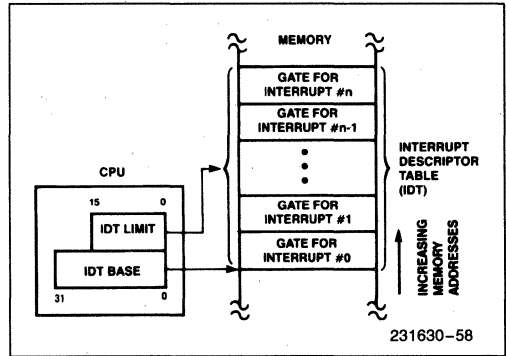 MEMORY
GATE FOR
INTERRUPT #n
GATE FOR
INTERRUPT #n-1
INTERRUPT
DESCRIPTOR
TABLE
(IDT)
CPU
15 0
IDT LIMIT
IDT BASE
31 0
GATE FOR
INTERRUPT #1
GATE FOR
INTERRUPT #0
INCREASING
MEMORY
ADDRESSES
231630-58